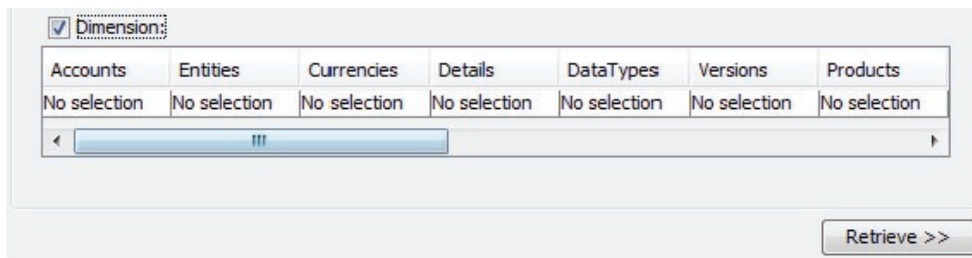 Dimension:
Accounts Entities Currencies Details DataTypes Versions Products
No selection No selection No selection No selection No selection No selection No selection
Retrieve >>